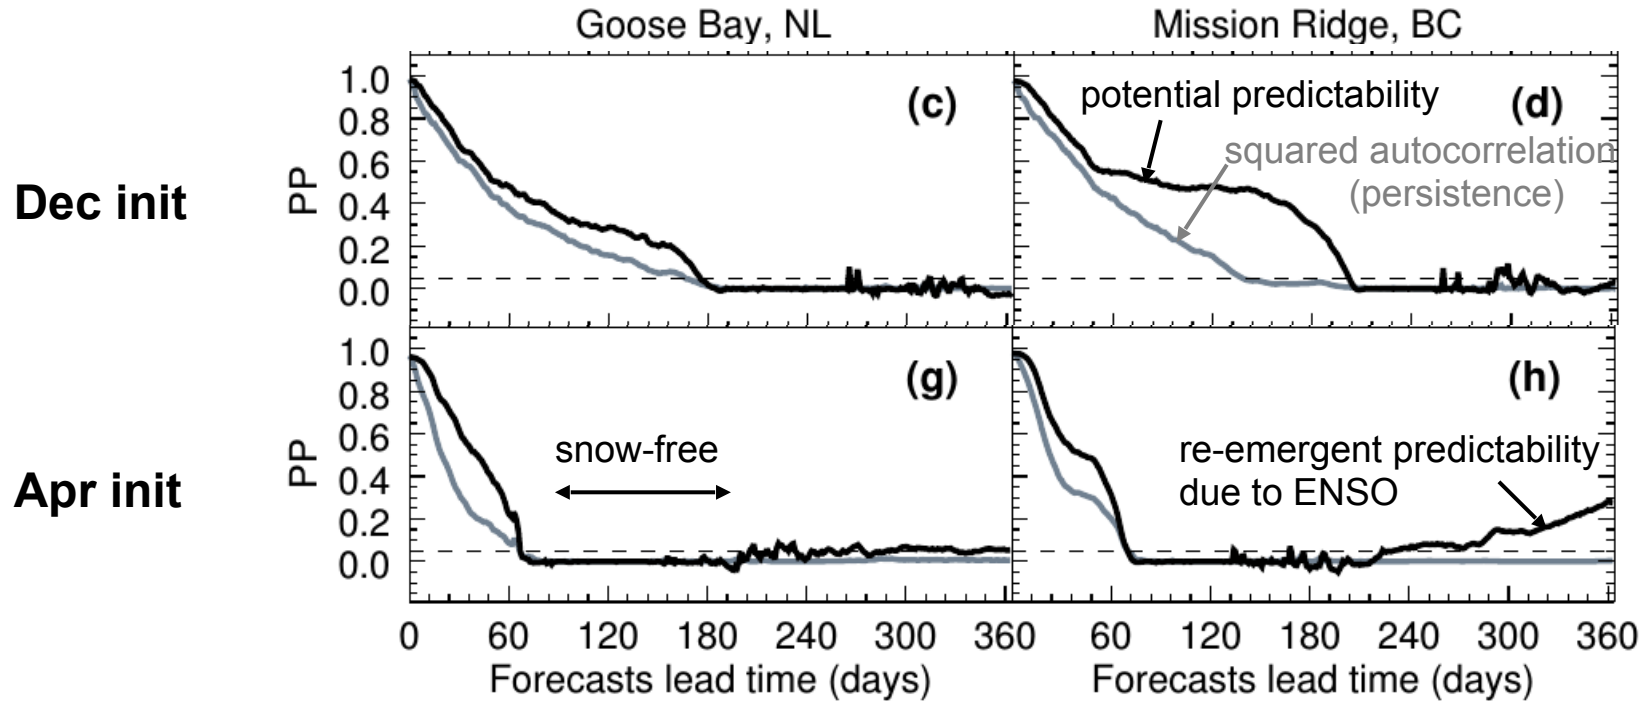 Goose Bay, NL
Mission Ridge, BC
Dec init
PP
1.0
0.8
0.6
0.4
0.2
0.0
(c)
potential predictability
(d)
squared autocorrelation
(persistence)
Apr init
PP
1.0
0.8
0.6
0.4
0.2
0.0
(g)
snow-free
(h)
re-emergent predictability
due to ENSO
0 60 120 180 240 300 360
60 120 180 240 300 360
Forecasts lead time (days)
Forecasts lead time (days)